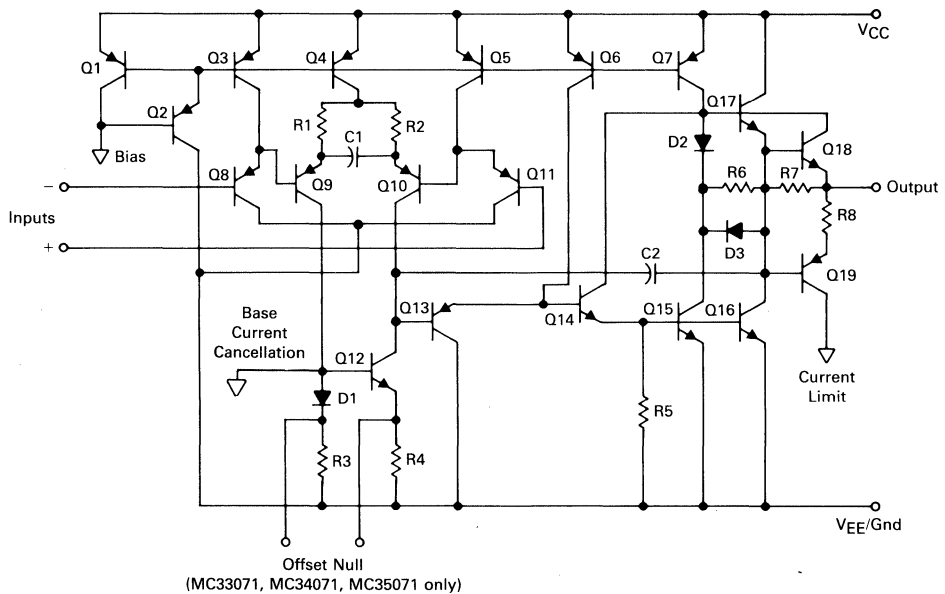 VCC
Q1
Q3
Q4
Q5
Q6
Q7
Q17
Q2
R1
C1
R2
D2
Q18
Bias
R6
R7
Output
−
Q8
Q9
Q10
Q11
Inputs
R8
+
D3
C2
Q19
Base
Current
Cancellation
Q13
Q14
Q15
Q16
Q12
D1
Current
Limit
R5
R3
R4
VEE/Gnd
Offset Null
(MC33071, MC34071, MC35071 only)